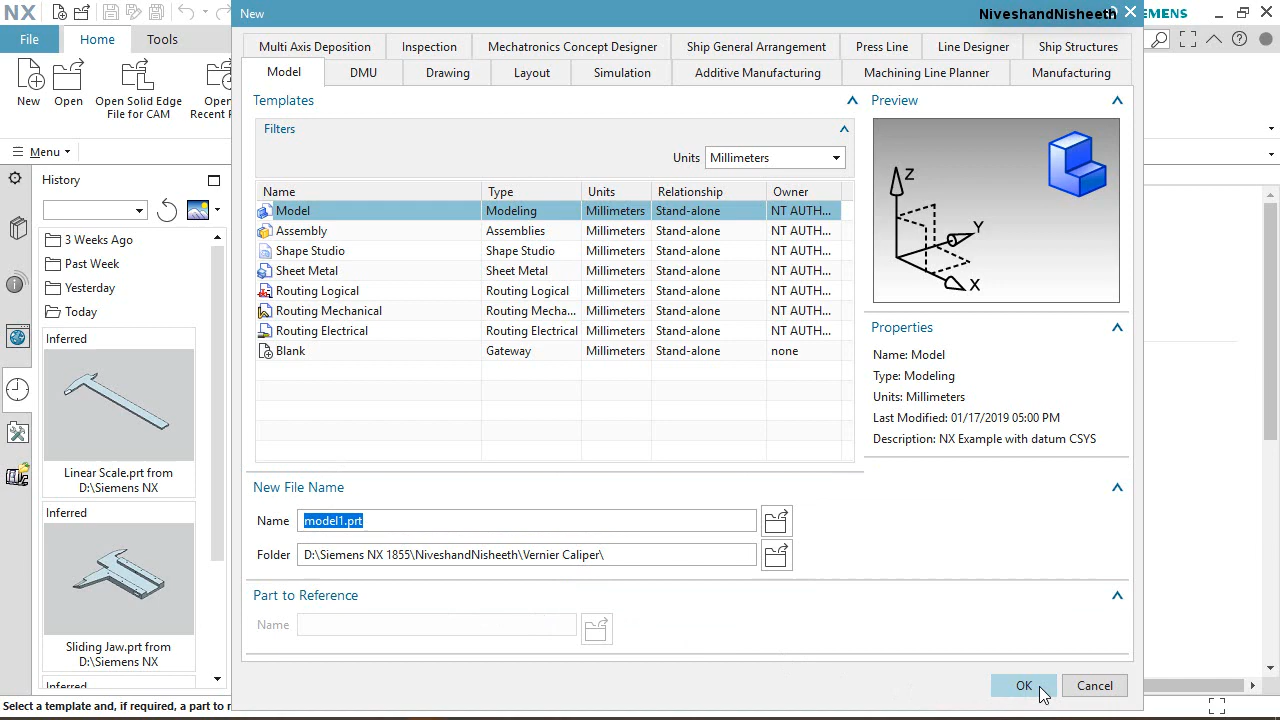 NX
New
NiveshandNisheeth
File
Home
Tools
Multi Axis Deposition
Inspection
Mechatronics Concept Designer
Ship General Arrangement
Press Line
Line Designer
Ship Structures
Model
DMU
Drawing
Layout
Simulation
Additive Manufacturing
Machining Line Planner
Manufacturing
New
Open
Open Solid Edge
File for CAM
Open
Recent
Menu
Templates
Preview
Filters
Units
Millimeters
History
3 Weeks Ago
Past Week
Yesterday
Today
Name Type Units Relationship Owner
Model Modeling Millimeters Stand-alone NT AUTH...
Assembly Assemblies Millimeters Stand-alone NT AUTH...
Shape Studio Shape Studio Millimeters Stand-alone NT AUTH...
Sheet Metal Sheet Metal Millimeters Stand-alone NT AUTH...
Routing Logical Routing Logical Millimeters Stand-alone NT AUTH...
Routing Mechanical Routing Mecha... Millimeters Stand-alone NT AUTH...
Routing Electrical Routing Electrical Millimeters Stand-alone NT AUTH...
Blank Gateway Millimeters Stand-alone none
Z
Y
X
Properties
Name: Model
Type: Modeling
Units: Millimeters
Last Modified: 01/17/2019 05:00 PM
Description: NX Example with datum CSYS
Inferred
Linear Scale.prt from
D:\Siemens NX
Inferred
Sliding Jaw.prt from
D:\Siemens NX
Inferred
New File Name
Name model1.prt
Folder D:\Siemens NX 1855\NiveshandNisheeth\Vernier Caliper\
Part to Reference
Name
OK
Cancel
Select a template and, if required, a part to r